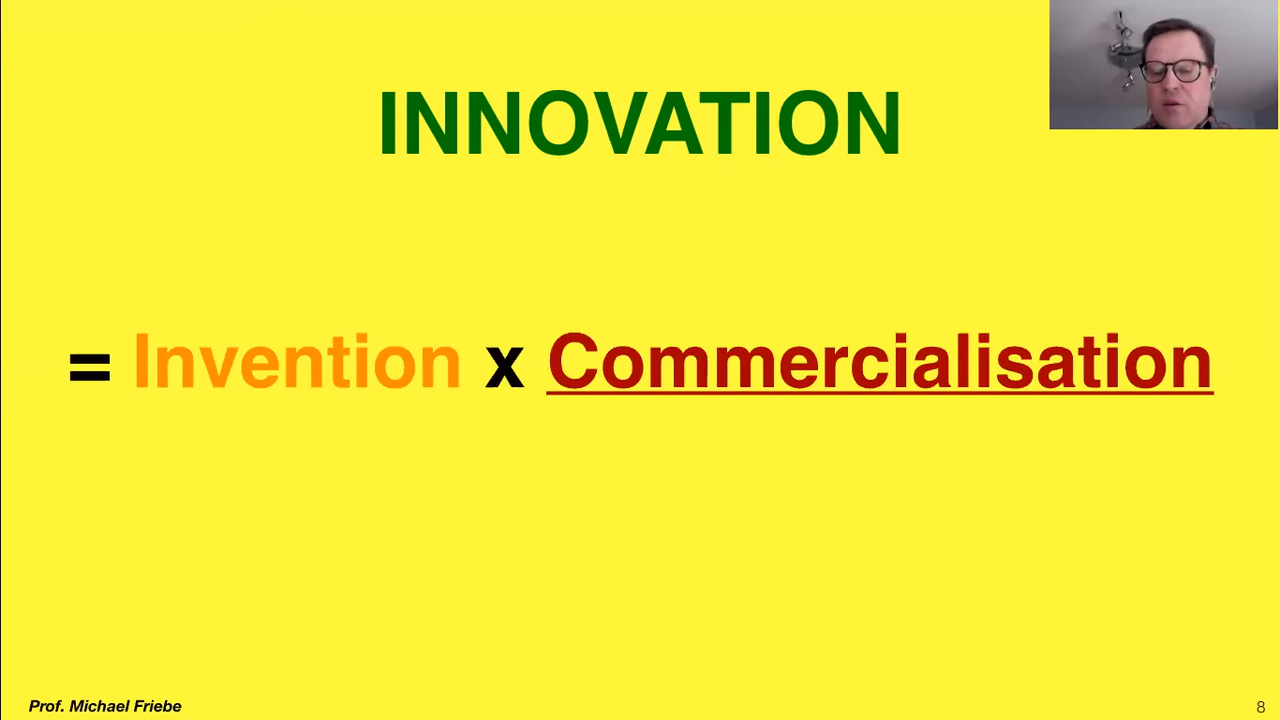 INNOVATION
= Invention x Commercialisation
Prof. Michael Friebe
8